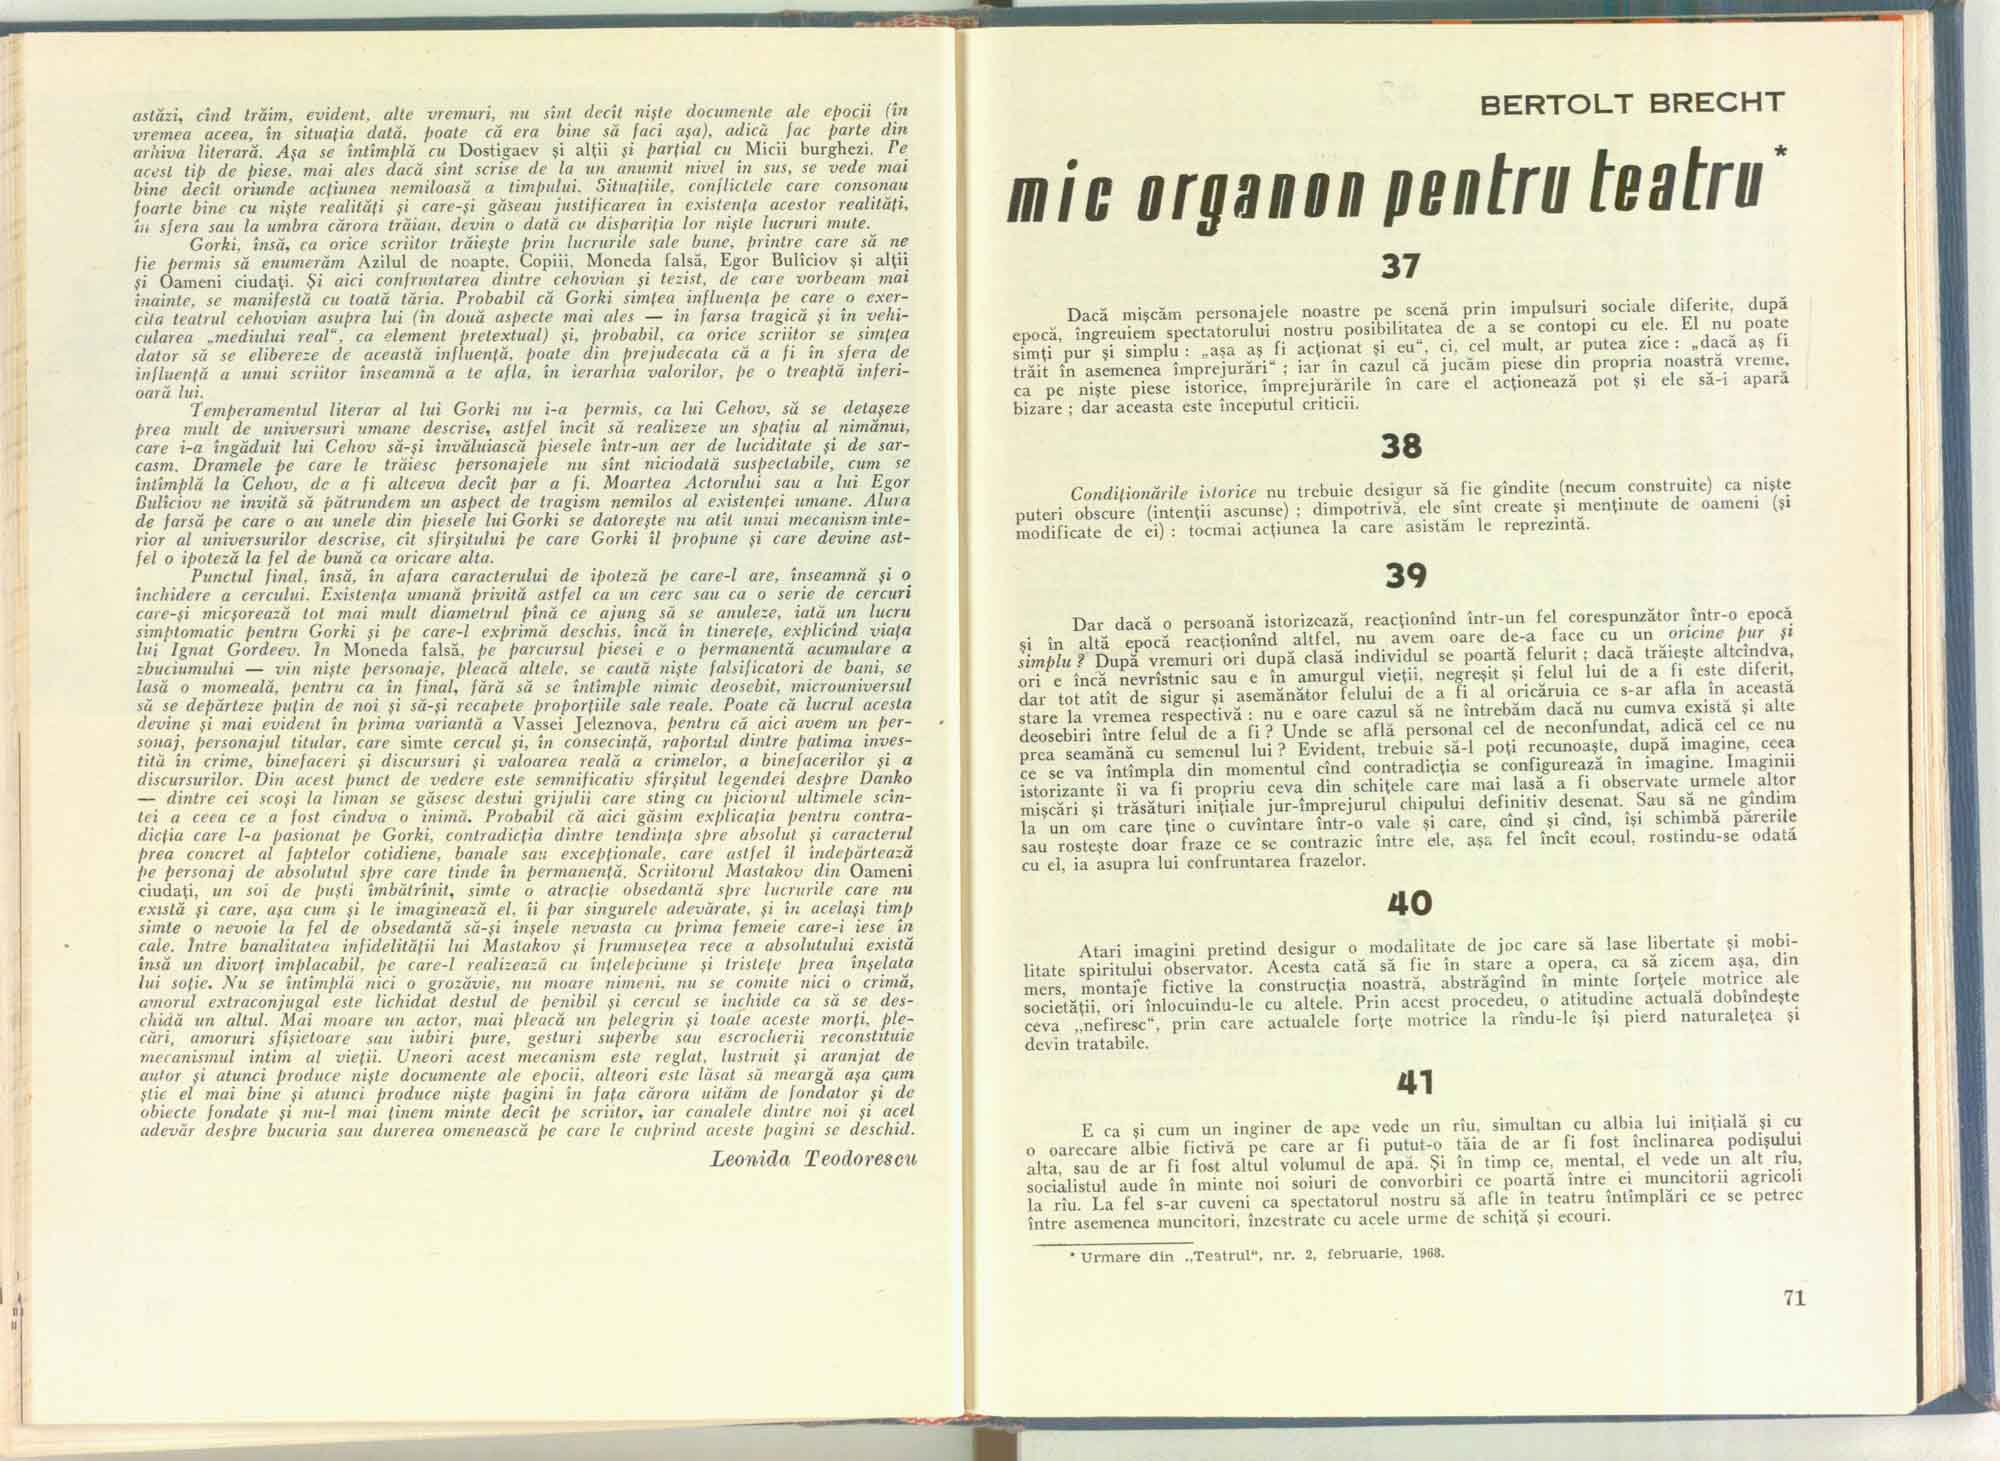 astăzi, cînd trăim, evident, alte vremuri, nu sînt decît niște documente ale epocii (în
vremea aceea, în situația dată, poate că era bine să faci așa), adică fac parte din
arhiva literară. Așa se întîmplă cu Dostigaev și alții și parțial cu Micii burghezi. Pe
acest tip de piese, mai ales dacă sînt scrise de la un anumit nivel în sus, se vede mai
bine decît oriunde acțiunea nemiloasă a timpului. Situațiile, conflictele care consonau
foarte bine cu niște realități și care-și găseau justificarea în existența acestor realități,
în sfera sau la umbra cărora trăiau, devin o dată cu dispariția lor niște lucruri mute.
Gorki, însă, ca orice scriitor trăiește prin lucrurile sale bune, printre care să ne
fie permis să enumerăm Azilul de noapte, Copiii, Moneda falsă, Egor Bulîciov și alții
și Oameni ciudați. Și aici confruntarea dintre cehovian și tezist, de care vorbeam mai
înainte, se manifestă cu toată tăria. Probabil că Gorki simțea influența pe care o exer-
cita teatrul cehovian asupra lui (în două aspecte mai ales — in farsa tragică și în vehi-
cularea „mediului real“, ca element pretextual) și, probabil, ca orice scriitor se simțea
dator să se elibereze de această influență, poate din prejudecata că a fi în sfera de
influență a unui scriitor înseamnă a te afla, în ierarhia valorilor, pe o treaptă inferi-
oară lui.
Temperamentul literar al lui Gorki nu i-a permis, ca lui Cehov, să se detașeze
prea mult de universuri umane descrise, astfel încît să realizeze un spațiu al nimănui,
care i-a îngăduit lui Cehov să-și învăluiască piesele într-un aer de luciditate și de sar-
casm. Dramele pe care le trăiesc personajele nu sînt niciodată suspectabile, cum se
întîmplă la Cehov, de a fi altceva decît par a fi. Moartea Actorului sau a lui Egor
Bulîciov ne invită să pătrundem un aspect de tragism nemilos al existenței umane. Alura
de farsă pe care o au unele din piesele lui Gorki se datorește nu atît unui mecanism inte-
rior al universurilor descrise, cît sfîrșitului pe care Gorki îl propune și care devine ast-
fel o ipoteză la fel de bună ca oricare alta.
Punctul final, însă, în afara caracterului de ipoteză pe care-l are, înseamnă și o
închidere a cercului. Existența umană privită astfel ca un cerc sau ca o serie de cercuri
care-și micșorează tot mai mult diametrul pînă ce ajung să se anuleze, iată un lucru
simptomatic pentru Gorki și pe care-l exprimă deschis, încă în tinerețe, explicînd viața
lui Ignat Gordeev. In Moneda falsă, pe parcursul piesei e o permanentă acumulare a
zbuciumului — vin niște personaje, pleacă altele, se caută niște falsificatori de bani, se
lasă o momeală, pentru ca în final, fără să se întîmple nimic deosebit, microuniversul
să se depărteze puțin de noi și să-și recapete proporțiile sale reale. Poate că lucrul acesta
devine și mai evident în prima variantă a Vassei Jeleznova, pentru că aici avem un per-
sonaj, personajul titular, care simte cercul și, în consecință, raportul dintre patima inves-
tită în crime, binefaceri și discursuri și valoarea reală a crimelor, a binefacerilor și a
discursurilor. Din acest punct de vedere este semnificativ sfîrșitul legendei despre Danko
— dintre cei scoși la liman se găsesc destui grijulii care sting cu piciorul ultimele scîn-
tei a ceea ce a fost cîndva o inimă. Probabil că aici găsim explicația pentru contra-
dicția care l-a pasionat pe Gorki, contradicția dintre tendința spre absolut și caracterul
prea concret al faptelor cotidiene, banale sau excepționale, care astfel îl îndepărtează
pe personaj de absolutul spre care tinde în permanență. Scriitorul Mastakov din Oameni
ciudați, un soi de puști îmbătrînit, simte o atracție obsedantă spre lucrurile care nu
există și care, așa cum și le imaginează el, îi par singurele adevărate, și în același timp
simte o nevoie la fel de obsedantă să-și înșele nevasta cu prima femeie care-i iese în
cale. Intre banalitatea infidelității lui Mastakov și frumusețea rece a absolutului există
însă un divorț implacabil, pe care-l realizează cu înțelepciune și tristețe prea înșelata
lui soție. Nu se întîmplă nici o grozăvie, nu moare nimeni, nu se comite nici o crimă,
amorul extraconjugal este lichidat destul de penibil și cercul se închide ca să se des-
chidă un altul. Mai moare un actor, mai pleacă un pelegrin și toate aceste morți, ple-
cări, amoruri sfîșietoare sau iubiri pure, gesturi superbe sau escrocherii reconstituie
mecanismul intim al vieții. Uneori acest mecanism este reglat, lustruit și aranjat de
autor și atunci produce niște documente ale epocii, alteori este lăsat să meargă așa cum
știe el mai bine și atunci produce niște pagini în fața cărora uităm de fondator și de
obiecte fondate și nu-l mai ținem minte decît pe scriitor, iar canalele dintre noi și acel
adevăr despre bucuria sau durerea omenească pe care le cuprind aceste pagini se deschid.
Leonida Teodorescu
BERTOLT BRECHT
mic organon pentru teatru*
37
Dacă mișcăm personajele noastre pe scenă prin impulsuri sociale diferite, după
epocă, îngreuiem spectatorului nostru posibilitatea de a se contopi cu ele. El nu poate
simți pur și simplu : „așa aș fi acționat și eu“, ci, cel mult, ar putea zice : „dacă aș fi
trăit în asemenea împrejurări“ ; iar în cazul că jucăm piese din propria noastră vreme,
ca pe niște piese istorice, împrejurările în care el acționează pot și ele să-i apară
bizare ; dar aceasta este începutul criticii.
38
Condiționările istorice nu trebuie desigur să fie gîndite (necum construite) ca niște
puteri obscure (intenții ascunse) ; dimpotrivă, ele sînt create și menținute de oameni (și
modificate de ei) : tocmai acțiunea la care asistăm le reprezintă.
39
Dar dacă o persoană istorizează, reacționînd într-un fel corespunzător într-o epocă
și în altă epocă reacționînd altfel, nu avem oare de-a face cu un oricine pur și
simplu ? După vremuri ori după clasă individul se poartă felurit ; dacă trăiește altcîndva,
ori e încă nevrîstnic sau e în amurgul vieții, negreșit și felul lui de a fi este diferit,
dar tot atît de sigur și asemănător felului de a fi al oricăruia ce s-ar afla în această
stare la vremea respectivă : nu e oare cazul să ne întrebăm dacă nu cumva există și alte
deosebiri între felul de a fi ? Unde se află personal cel de neconfundat, adică cel ce nu
prea seamănă cu semenul lui ? Evident, trebuie să-l poți recunoaște, după imagine, ceea
ce se va întîmpla din momentul cînd contradicția se configurează în imagine. Imaginii
istorizante îi va fi propriu ceva din schițele care mai lasă a fi observate urmele altor
mișcări și trăsături inițiale jur-împrejurul chipului definitiv desenat. Sau să ne gîndim
la un om care ține o cuvîntare într-o vale și care, cînd și cînd, își schimbă părerile
sau rostește doar fraze ce se contrazic între ele, așa fel încît ecoul, rostindu-se odată
cu el, ia asupra lui confruntarea frazelor.
40
Atari imagini pretind desigur o modalitate de joc care să lase libertate și mobi-
litate spiritului observator. Acesta cată să fie în stare a opera, ca să zicem așa, din
mers, montaje fictive la construcția noastră, abstrăgînd în minte forțele motrice ale
societății, ori înlocuindu-le cu altele. Prin acest procedeu, o atitudine actuală dobîndește
ceva „nefiresc“, prin care actualele forțe motrice la rîndu-le își pierd naturalețea și
devin tratabile.
41
E ca și cum un inginer de ape vede un rîu, simultan cu albia lui inițială și cu
o oarecare albie fictivă pe care ar fi putut-o tăia de ar fi fost înclinarea podișului
alta, sau de ar fi fost altul volumul de apă. Și în timp ce, mental, el vede un alt rîu,
socialistul aude în minte noi soiuri de convorbiri ce poartă între ei muncitorii agricoli
la rîu. La fel s-ar cuveni ca spectatorul nostru să afle în teatru întîmplări ce se petrec
între asemenea muncitori, înzestrate cu acele urme de schiță și ecouri.
* Urmare din „Teatrul“, nr. 2, februarie, 1968.
71